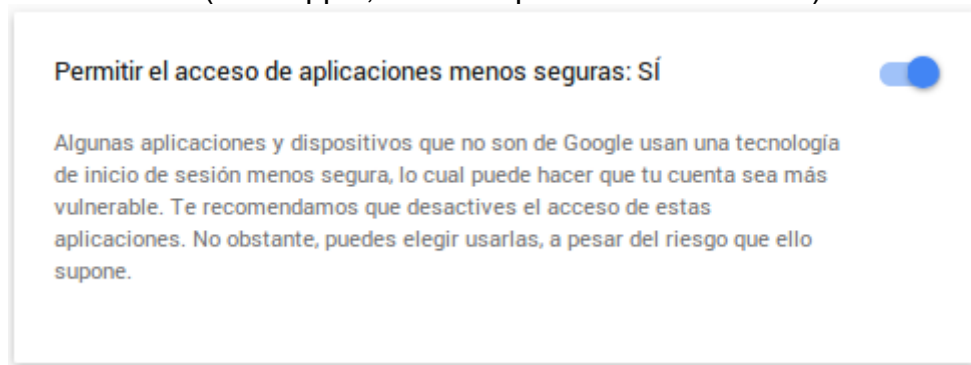 Permitir el acceso de aplicaciones menos seguras: SÍ
Algunas aplicaciones y dispositivos que no son de Google usan una tecnología
de inicio de sesión menos segura, lo cual puede hacer que tu cuenta sea más
vulnerable. Te recomendamos que desactives el acceso de estas
aplicaciones. No obstante, puedes elegir usarlas, a pesar del riesgo que ello
supone.